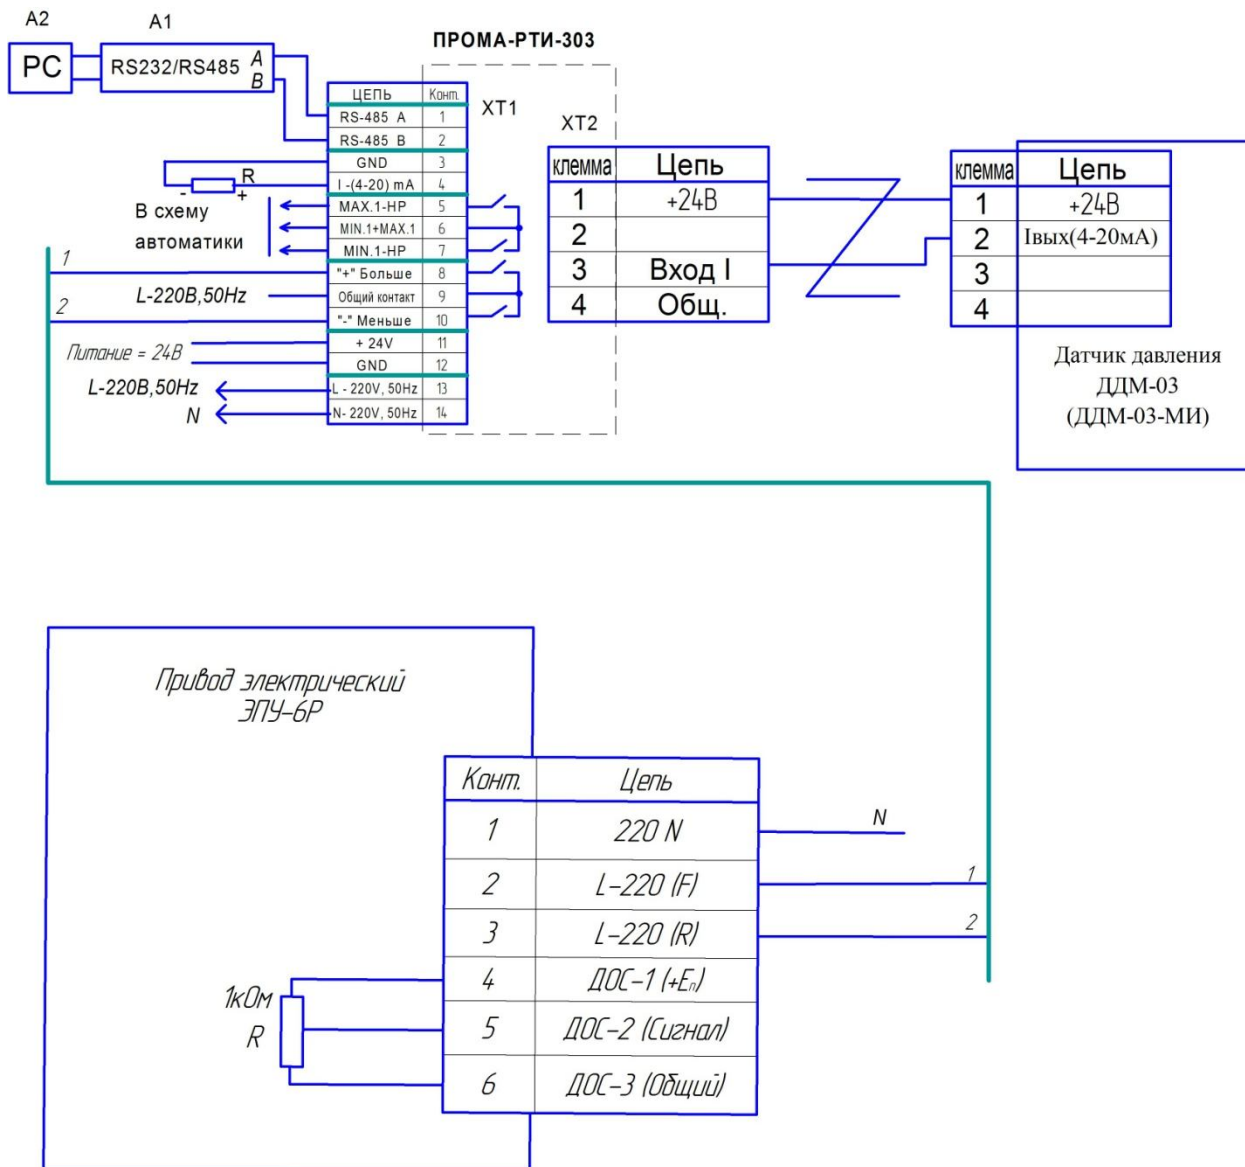 A2
A1
ПРОМА-РТИ-303
PC
RS232/RS485
A
B
ЦЕПЬ Конт.
RS-485 A 1
RS-485 B 2
GND 3
I -(4-20) mA 4
MAX.1-HP 5
MIN.1+MAX.1 6
MIN.1-HP 7
"+" Больше 8
Общий контакт 9
"-" Меньше 10
+ 24V 11
GND 12
L - 220V, 50Hz 13
N- 220V, 50Hz 14
XT1
R
- +
В схему
автоматики
1
L-220В,50Hz
2
Питание = 24В
L-220В,50Hz
N
XT2
клемма Цепь
1 +24В
2
3 Вход I
4 Общ.
клемма Цепь
1 +24В
2 Iвых(4-20мА)
3
4
Датчик давления
ДДМ-03
(ДДМ-03-МИ)
Привод электрический
ЭПУ-6Р
Конт. Цепь
1 220 N
2 L-220 (F)
3 L-220 (R)
4 ДОС-1 (+Eп)
5 ДОС-2 (Сигнал)
6 ДОС-3 (Общий)
N
1
2
1кОм
R